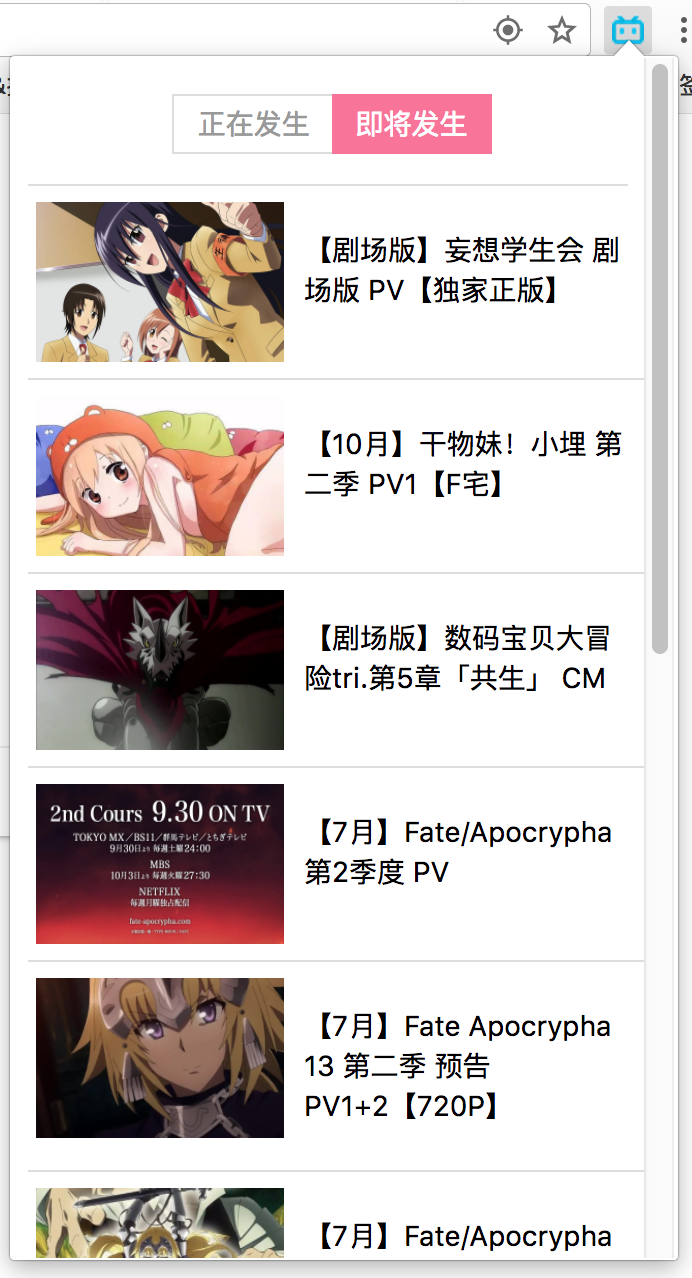 正在发生
即将发生
【剧场版】妄想学生会 剧
场版 PV【独家正版】
【10月】干物妹！小埋 第
二季 PV1【F宅】
【剧场版】数码宝贝大冒
险tri.第5章「共生」 CM
2nd Cours 9.30 ON TV
TOKYO MX／BS11／群馬テレビ／とちぎテレビ
9月30日より 毎週土曜24:00
MBS
10月3日より 毎週火曜27:30
NETFLIX
毎週月曜独占配信
fate-apocrypha.com
【7月】Fate/Apocrypha
第2季度 PV
【7月】Fate Apocrypha
13 第二季 预告
PV1+2【720P】
【7月】Fate/Apocrypha
签